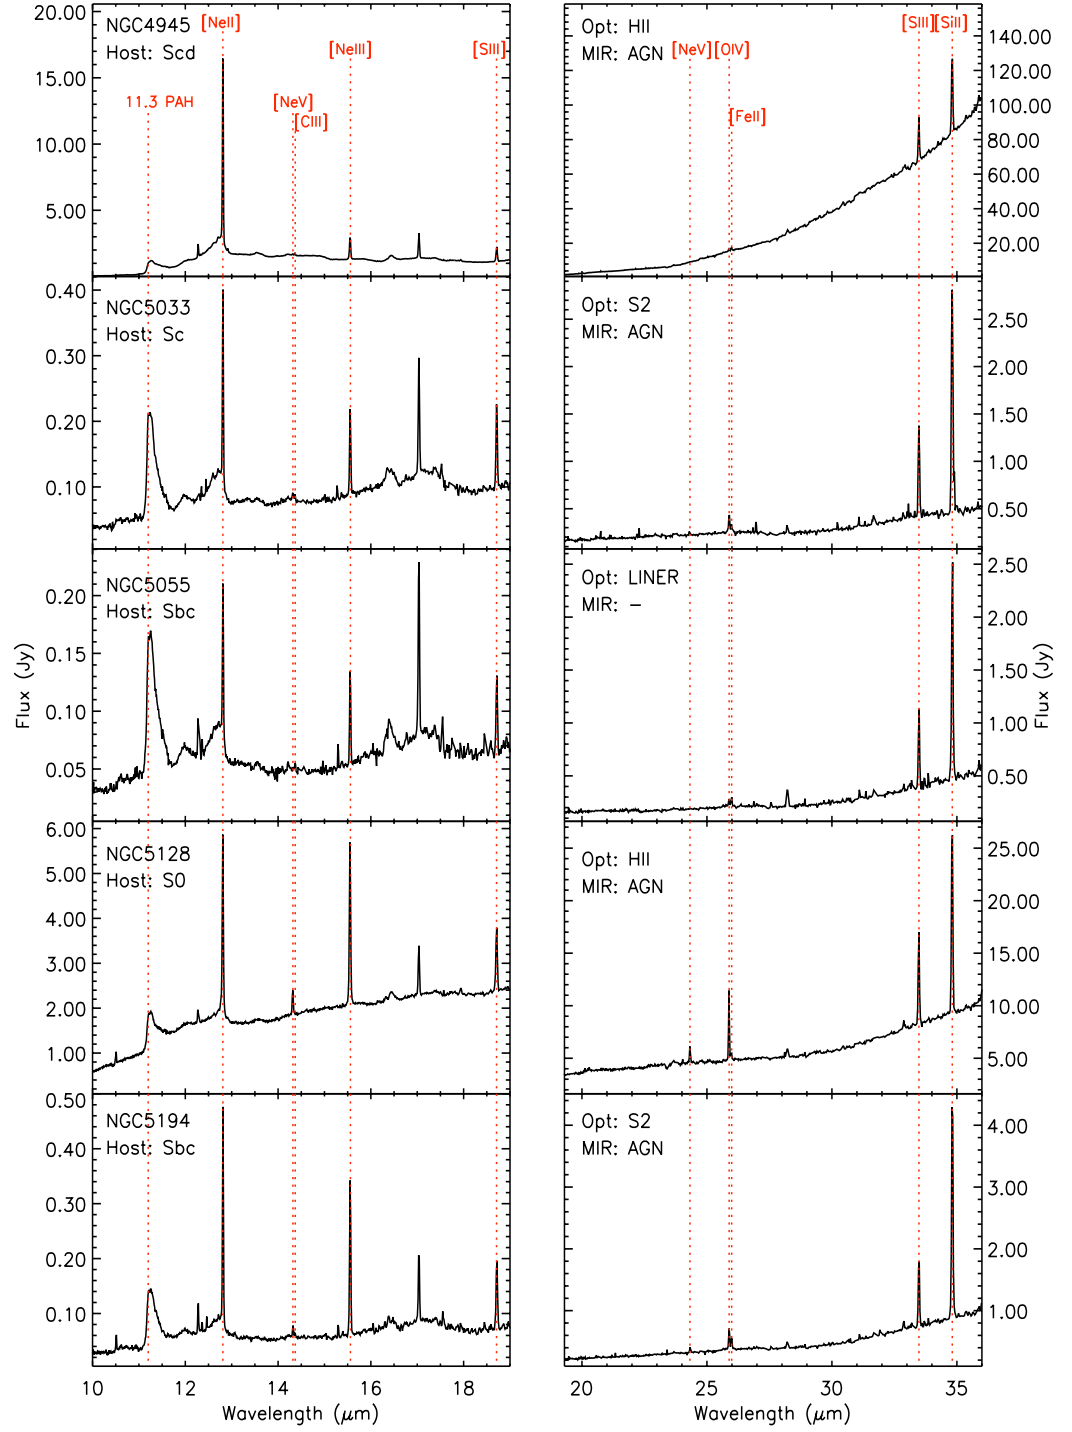 20.00
15.00
10.00
5.00
NGC4945
Host: Scd
[NeII]
[NeIII]
[SIII]
11.3 PAH
[NeV]
[ClII]
Opt: HII
MIR: AGN
[NeV]
[OIV]
[FeII]
[SIII]
[SiII]
140.00
120.00
100.00
80.00
60.00
40.00
20.00
0.40
0.30
0.20
0.10
NGC5033
Host: Sc
Opt: S2
MIR: AGN
2.50
2.00
1.50
1.00
0.50
0.20
0.15
0.10
0.05
NGC5055
Host: Sbc
Opt: LINER
MIR: –
2.50
2.00
1.50
1.00
0.50
Flux (Jy)
Flux (Jy)
6.00
5.00
4.00
3.00
2.00
1.00
NGC5128
Host: S0
Opt: HII
MIR: AGN
25.00
20.00
15.00
10.00
5.00
0.50
0.40
0.30
0.20
0.10
NGC5194
Host: Sbc
Opt: S2
MIR: AGN
4.00
3.00
2.00
1.00
10 12 14 16 18
20 25 30 35
Wavelength (μm)
Wavelength (μm)